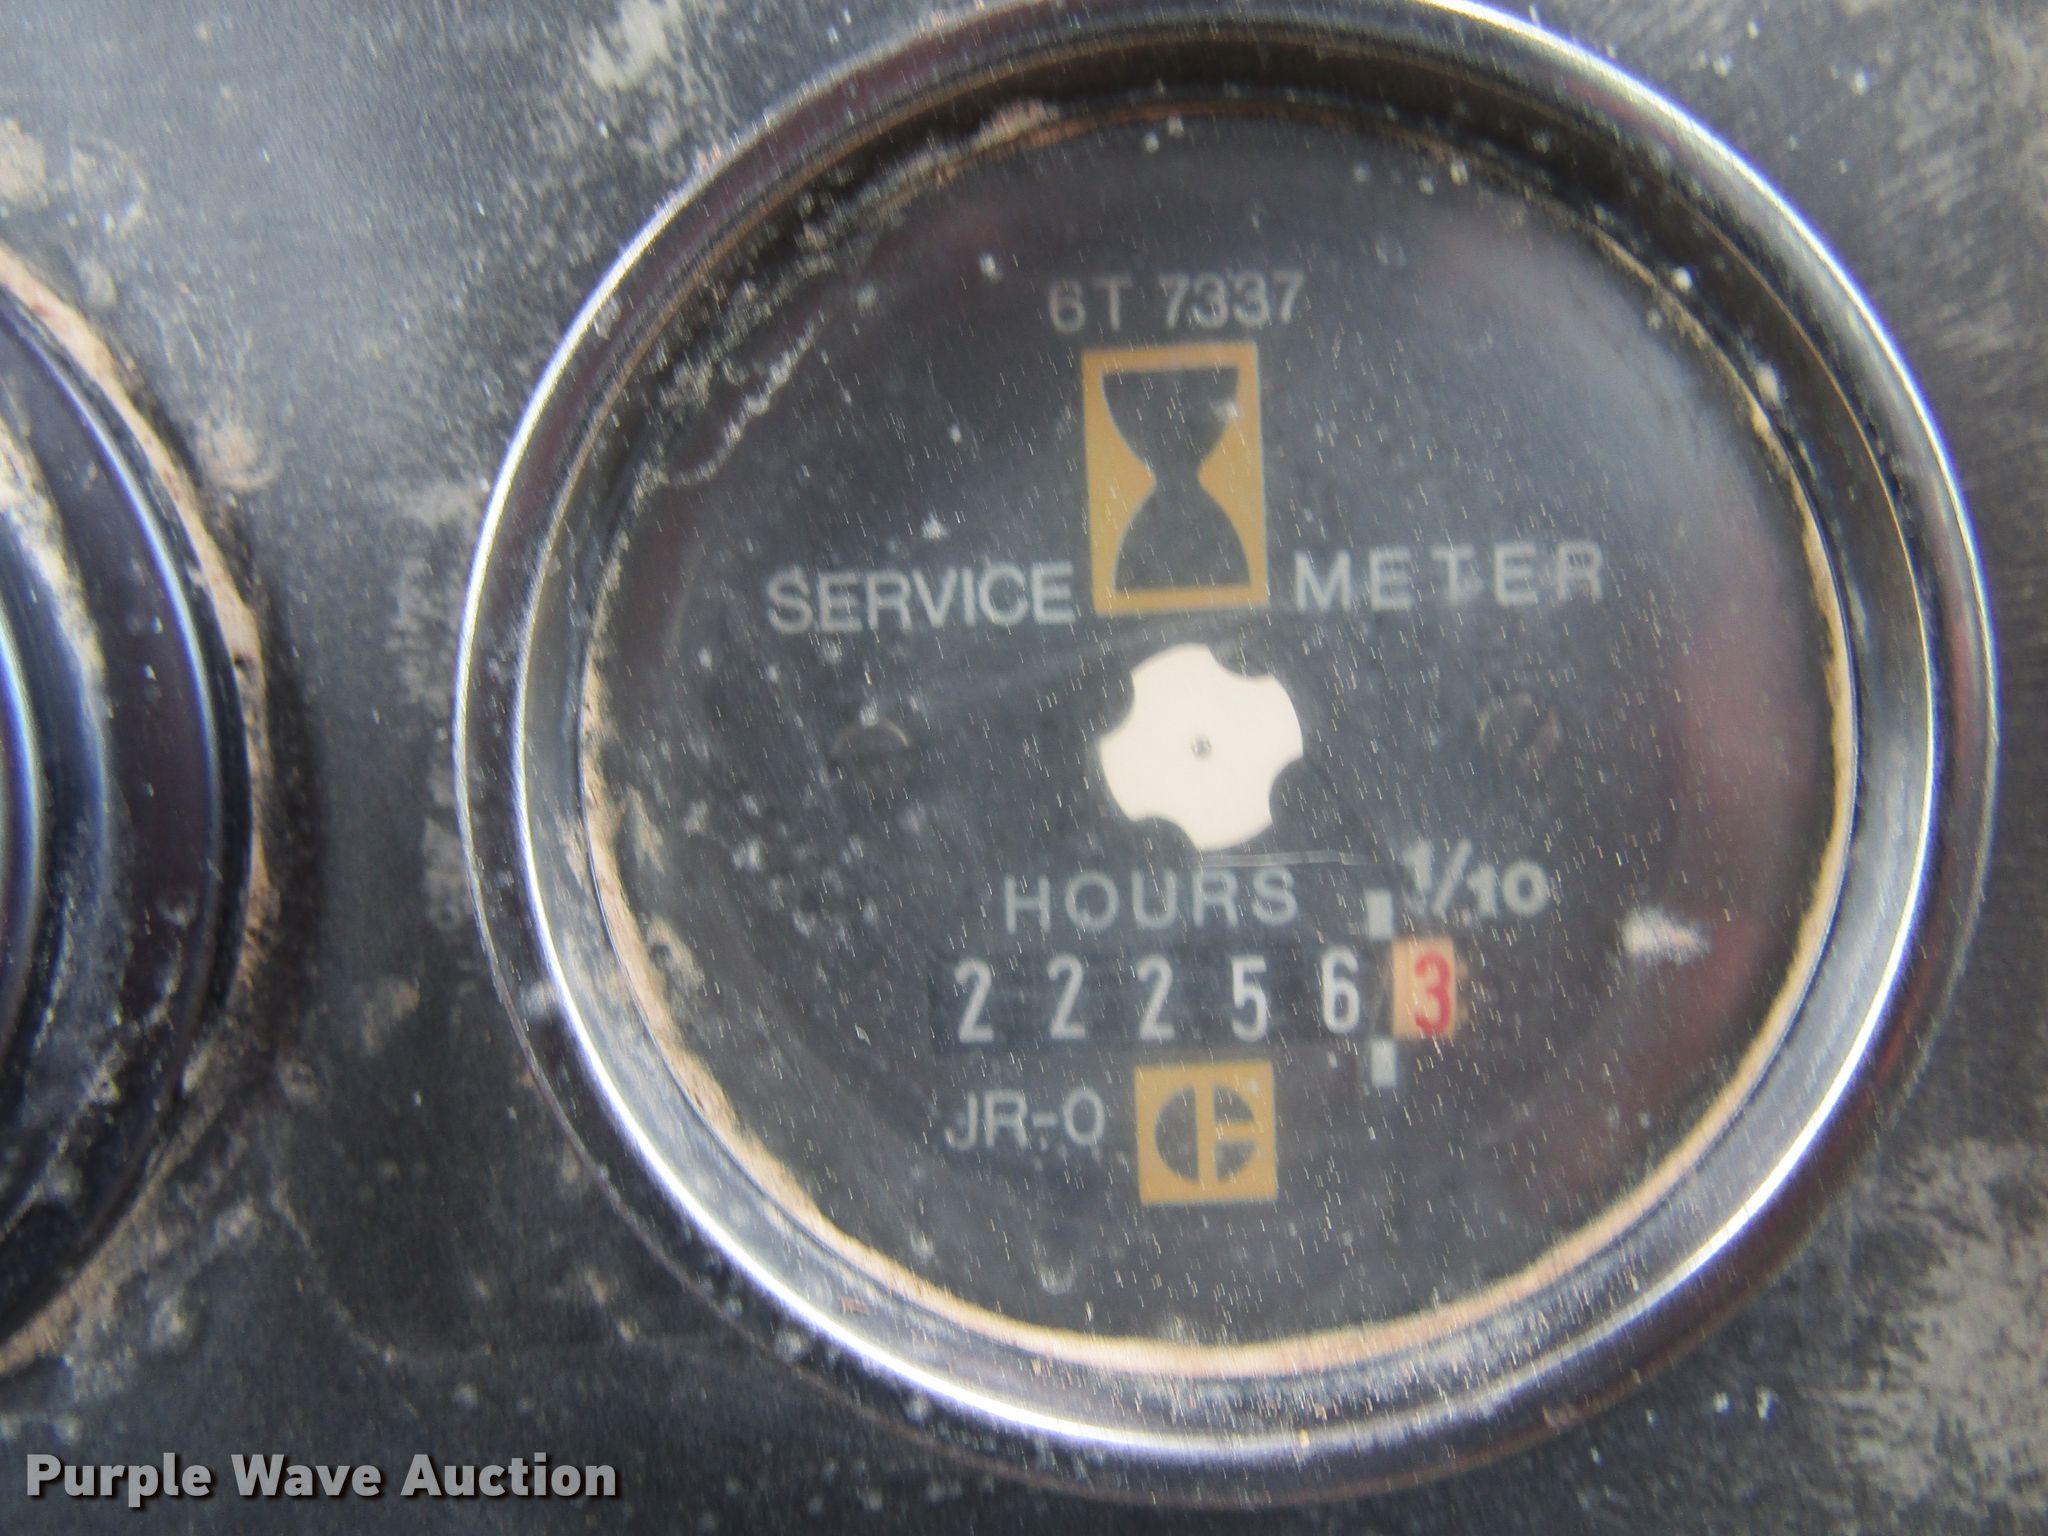 6T 7337
SERVICE METER
HOURS 1/10
2 2 2 5 6 3
JR-0
Purple Wave Auction